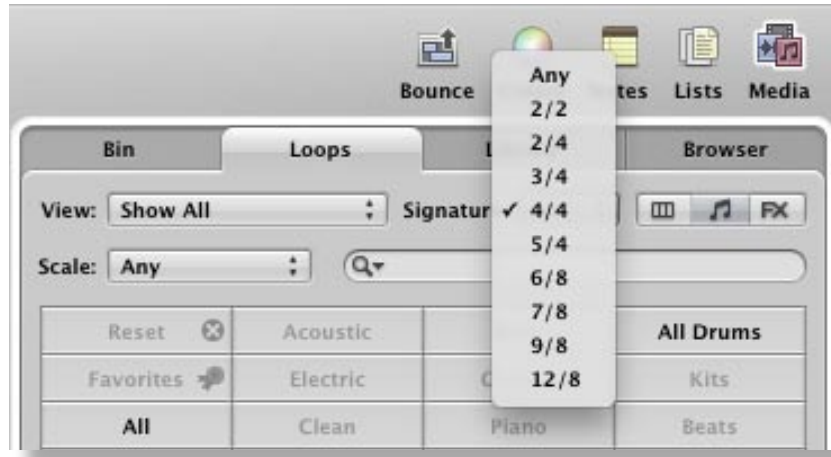 Bounce Lists Media
Bin Loops Browser
View: Show All
Scale: Any
Any
2/2
2/4
3/4
✓ 4/4
5/4
6/8
7/8
9/8
12/8
FX
Reset Acoustic All Drums
Favorites Electric Kits
All Clean Piano Beats